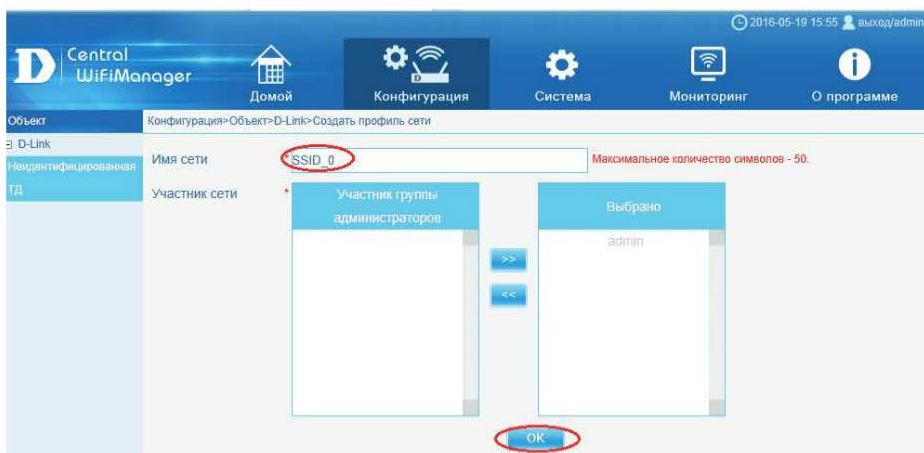 2016-05-19 15:55 выход/admin
D Central
WiFiManager
Домой
Конфигурация
Система
Мониторинг
О программе
Объект
Конфигурация>Объект>D-Link>Создать профиль сети
D-Link
Неидентифицированная
ТД
Имя сети
* SSID_0
Максимальное количество символов - 50.
Участник сети
*
Участник группы
администраторов
Выбрано
admin
>>
<<
OK